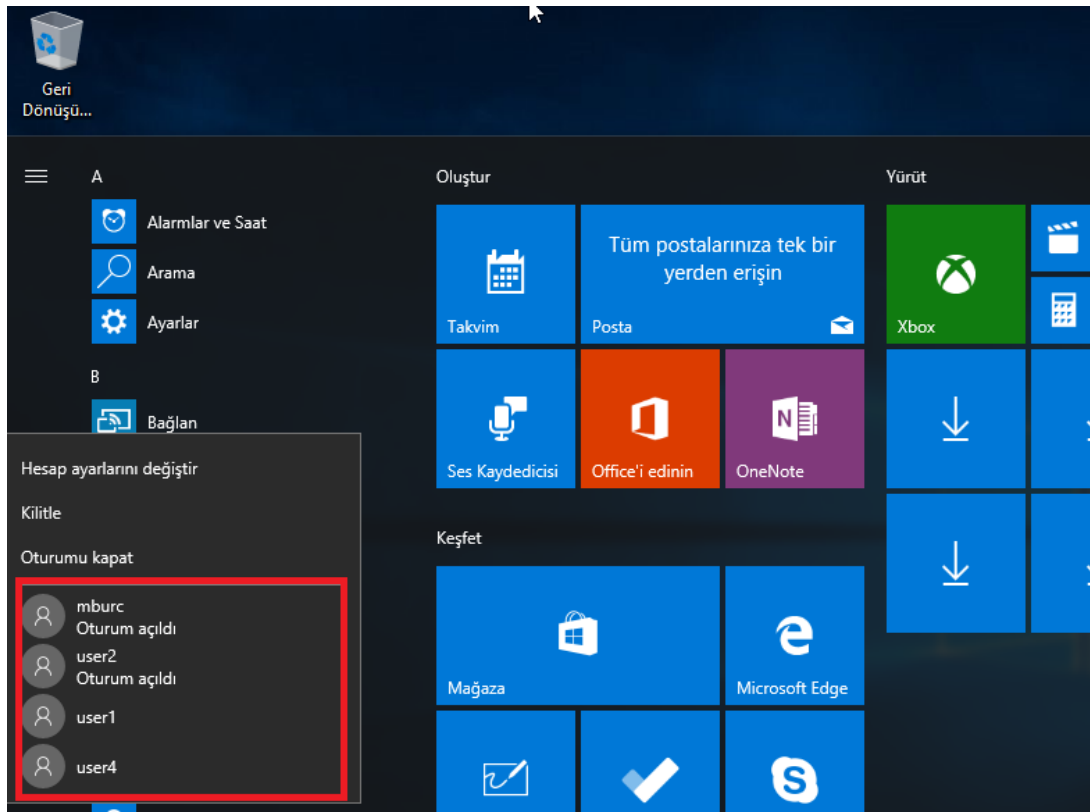 Geri
Dönüşü...
A
Alarmlar ve Saat
Arama
Ayarlar
B
Bağlan
Hesap ayarlarını değiştir
Kilitle
Oturumu kapat
mburc
Oturum açıldı
user2
Oturum açıldı
user1
user4
Oluştur
Takvim
Tüm postalarınıza tek bir
yerden erişin
Posta
Ses Kaydedicisi
Office'i edinin
OneNote
Keşfet
Mağaza
Microsoft Edge
Yürüt
Xbox